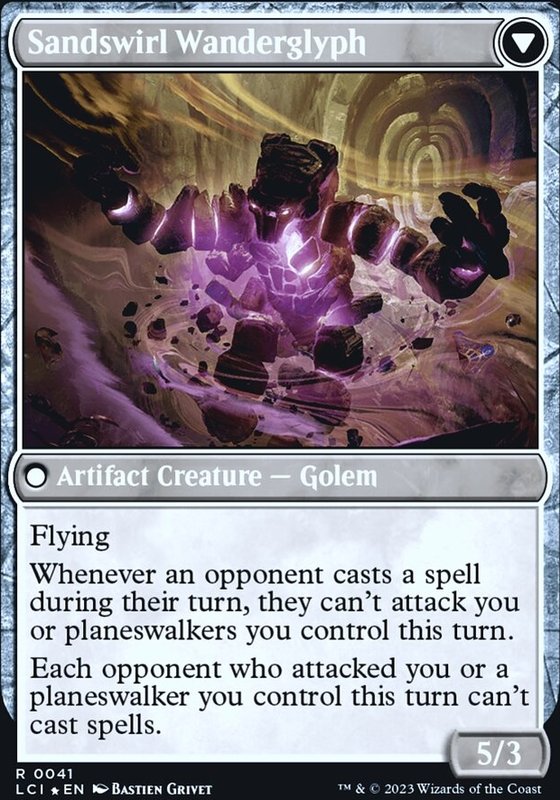 Sandswirl Wanderglyph
Artifact Creature — Golem
Flying
Whenever an opponent casts a spell
during their turn, they can't attack you
or planeswalkers you control this turn.
Each opponent who attacked you or a
planeswalker you control this turn can't
cast spells.
5/3
R 0041
LCI ★ EN Bastien Grivet
™ & © 2023 Wizards of the Coast